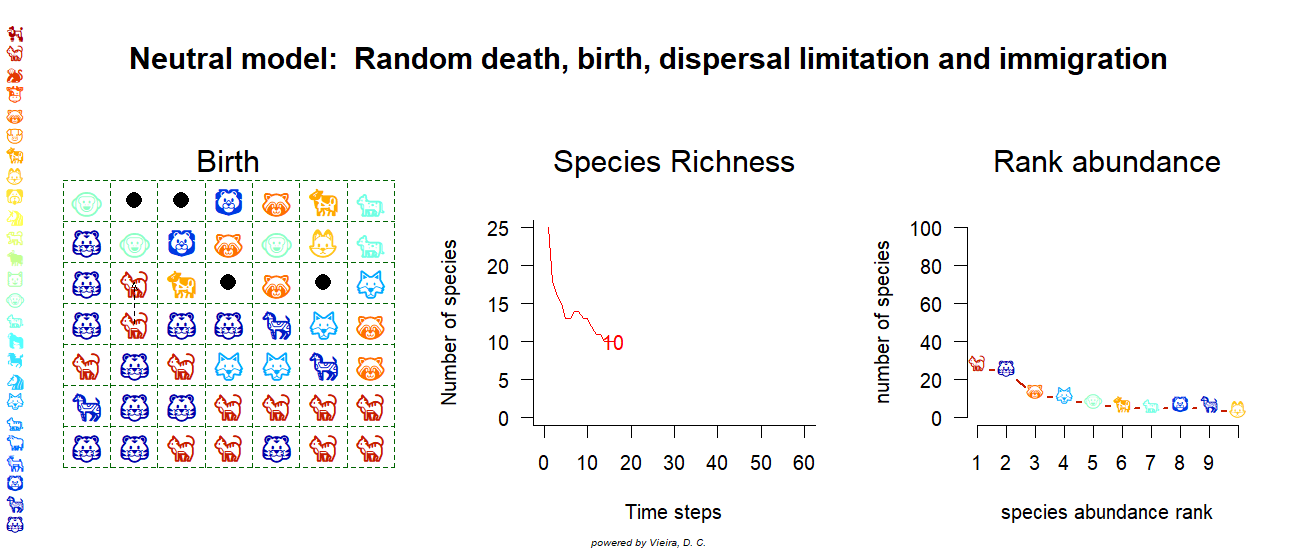 Neutral model:  Random death, birth, dispersal limitation and immigration
Birth
Species Richness
Number of species
25
20
15
10
5
0
10
0 10 20 30 40 50 60
Time steps
Rank abundance
number of species
100
80
60
40
20
0
1 2 3 4 5 6 7 8 9
species abundance rank
powered by Vieira, D. C.